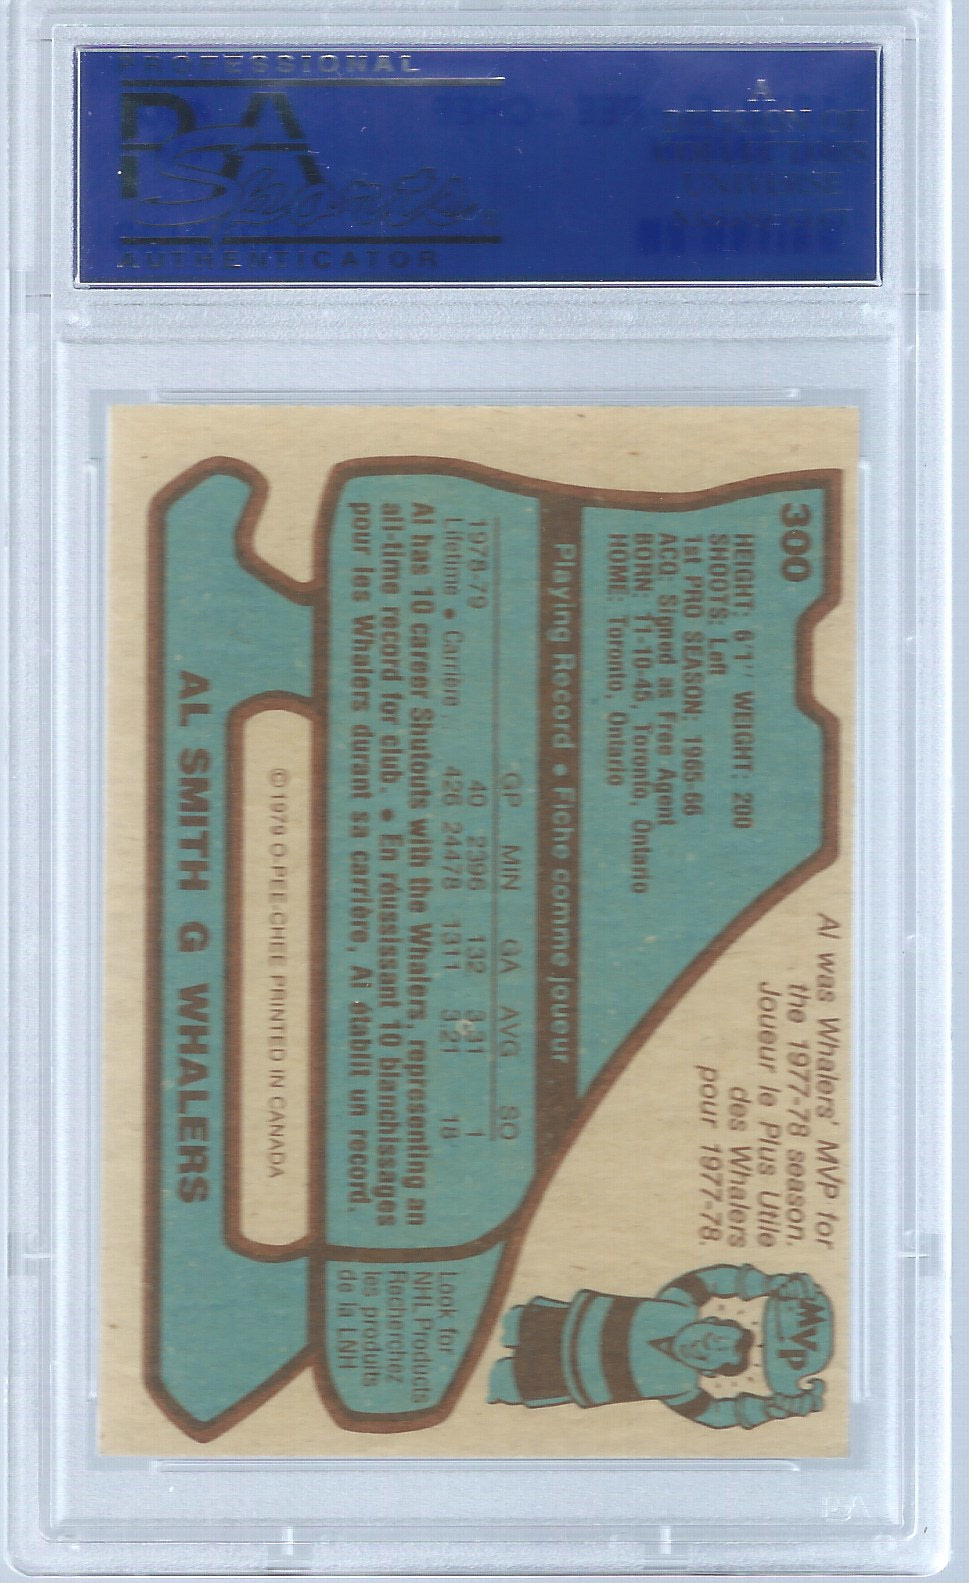 PROFESSIONAL
PSA
AUTHENTICATOR
A
DIVISION OF
UNIVERSE
300
HEIGHT: 6'1" WEIGHT: 200
SHOOTS: Left
1st PRO SEASON: 1965-66
ACQ: Signed as Free Agent
BORN: 11-10-45, Toronto, Ontario
HOME: Toronto, Ontario
Al was Whalers' MVP for
the 1977-78 season.
Joueur le Plus Utile
des Whalers
pour 1977-78.
MVP
Playing Record • Fiche comme joueur
GP MN GA AVG SO
1978-79 40 2396 132 3.31 1
Lifetime • Carrière.. 426 24478 1311 3.21 18
Al has 10 career Shutouts with the Whalers, representing an
all-time record for club. • En réussissant 10 blanchissages
pour les Whalers durant sa carrière, Al établit un record.
Look for
NHL Products
Recherchez
les produits
de la LNH
© 1979 O-PEE-CHEE PRINTED IN CANADA
AL SMITH G WHALERS
PSA